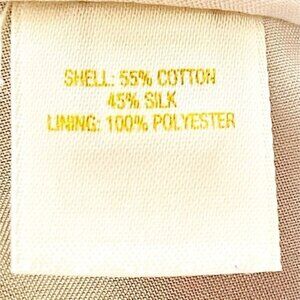 SHELL: 55% COTTON
45% SILK
LINING: 100% POLYESTER